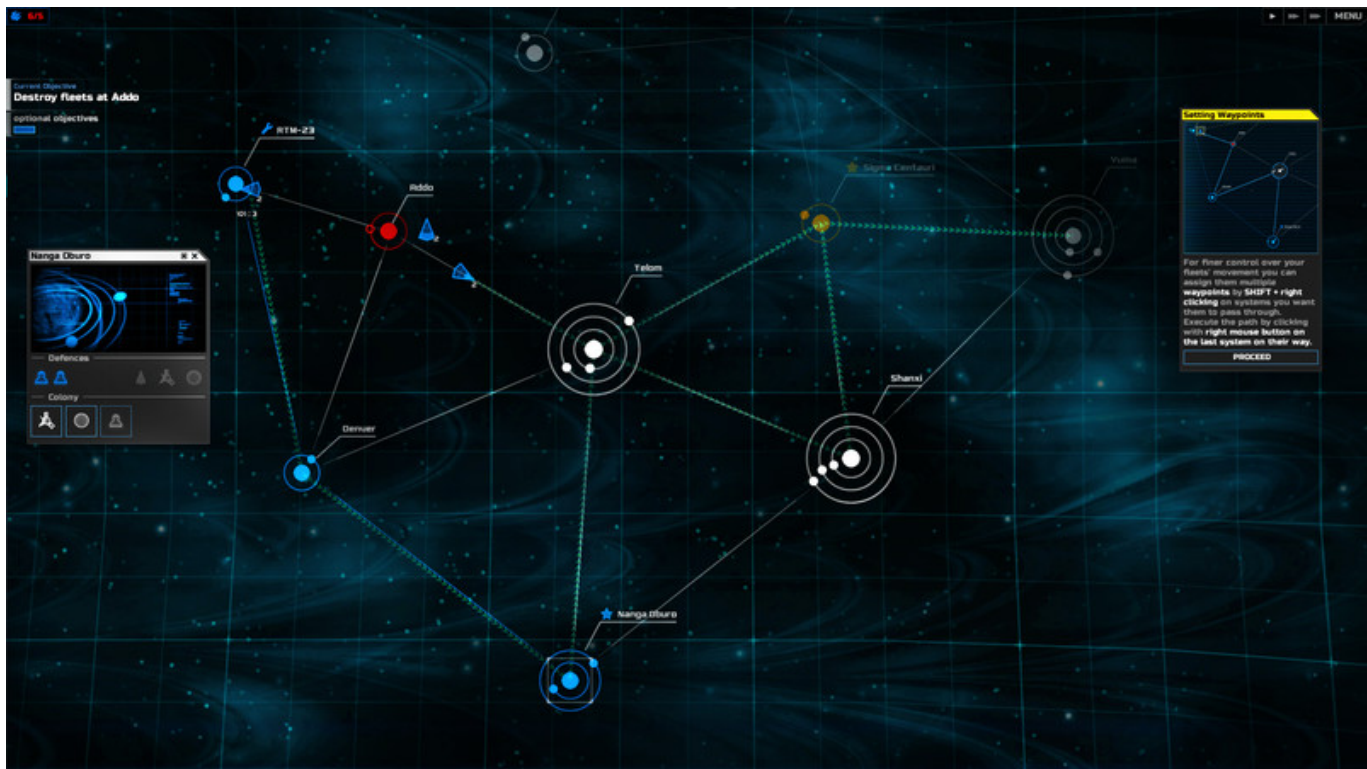 6/5
MENU
Current Objective
Destroy fleets at Addo
optional objectives
RTM-23
Addo
Sigma Centauri
Telom
Shanxi
Denver
Nanga Oburo
Nanga Oburo
Defences
Colony
Setting Waypoints
For finer control over your
fleets' movement you can
assign them multiple
waypoints by SHIFT + right
clicking on systems you want
them to pass through.
Execute the path by clicking
with right mouse button on
the last system on their way.
PROCEED